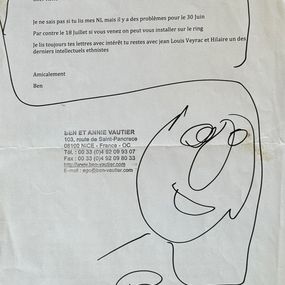 Je ne sais pas si tu lis mes NL mais il y a des problèmes pour le 30 Juin
Par contre le 18 Juillet si vous venez on peut vous installer sur le ring
Je lis toujours tes lettres avec intérêt tu restes avec jean Louis Veyrac et Hilaire un des
derniers intellectuels ethnistes
Amicalement
Ben
BEN ET ANNIE VAUTIER
103, route de Saint-Pancrace
06100 NICE - France - OC
Tél. : 00 33 (0)4 92 09 93 07
Fax : 00 33 (0)4 92 09 80 33
http://www.ben-vautier.com
E-mail : ego@ben-vautier.com